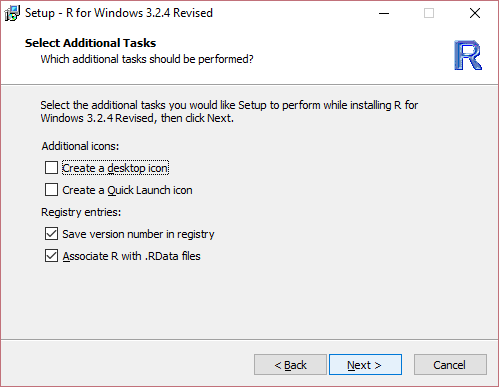 Setup - R for Windows 3.2.4 Revised
Select Additional Tasks
Which additional tasks should be performed?
R
Select the additional tasks you would like Setup to perform while installing R for
Windows 3.2.4 Revised, then click Next.
Additional icons:
Create a desktop icon
Create a Quick Launch icon
Registry entries:
Save version number in registry
Associate R with .RData files
< Back
Next >
Cancel